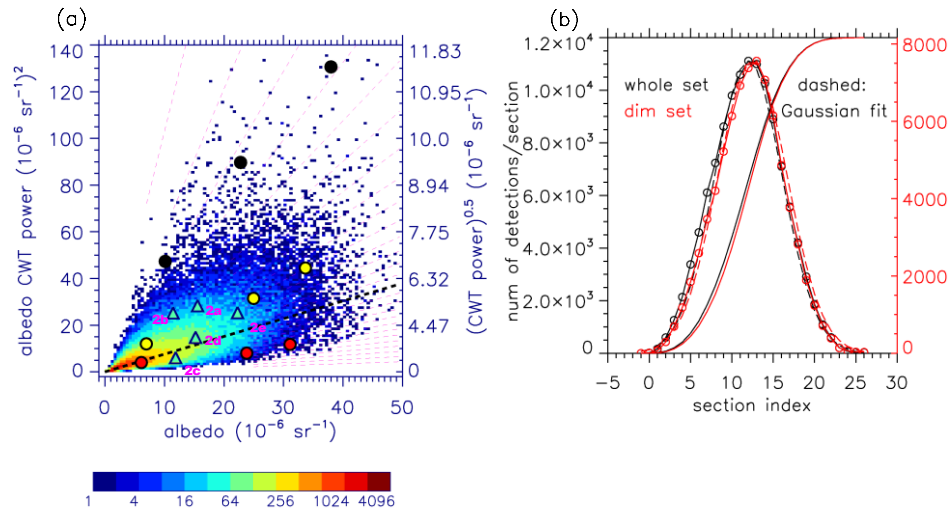 (a)
(b)
albedo CWT power (10⁻⁶ sr⁻¹)²
140
120
100
80
60
40
20
0
11.83
10.95
10.0
8.94
7.75
6.32
4.47
0
(CWT power)⁰·⁵ (10⁻⁶ sr⁻¹)
2b
2a
2e
2d
2c
0 10 20 30 40 50
albedo (10⁻⁶ sr⁻¹)
1 4 16 64 256 1024 4096
num of detections/section
1.2×10⁴
1.0×10⁴
8.0×10³
6.0×10³
4.0×10³
2.0×10³
0
whole set
dim set
dashed:
Gaussian fit
8000
6000
4000
2000
0
-5 0 5 10 15 20 25 30
section index